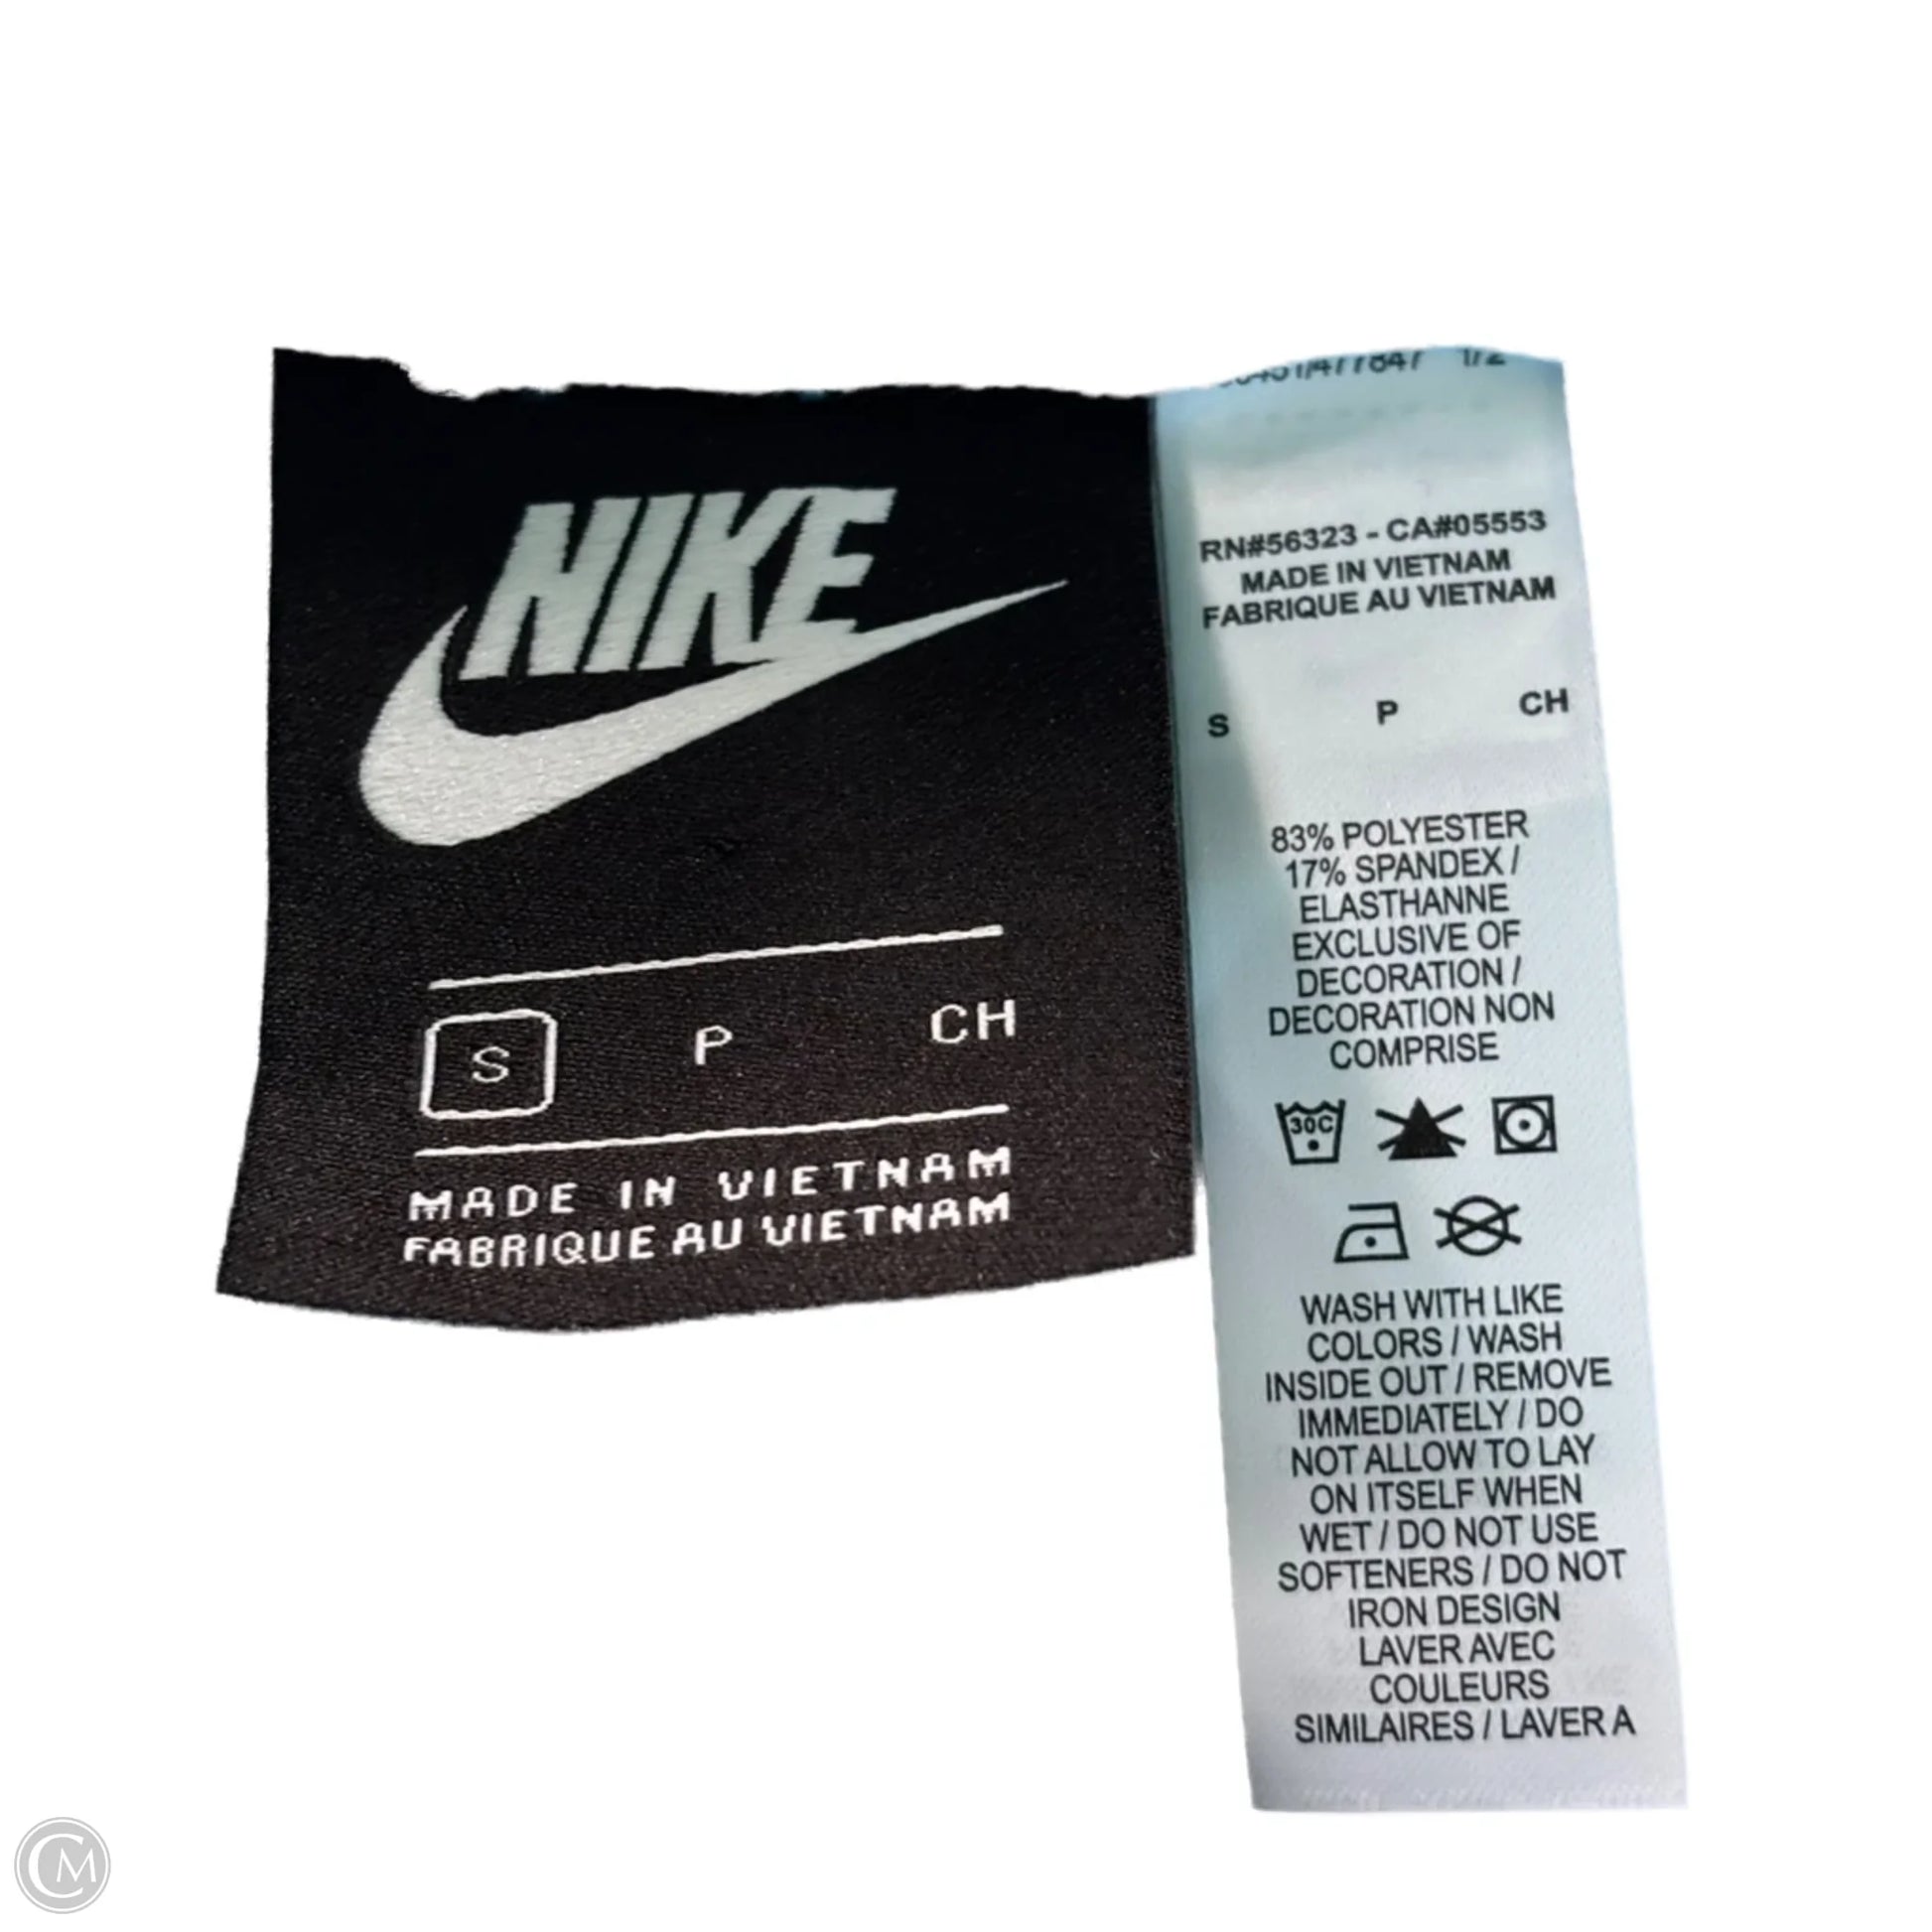 NIKE
S P CH
MADE IN VIETNAM
FABRIQUE AU VIETNAM
1/2
RN#56323 - CA#05553
MADE IN VIETNAM
FABRIQUE AU VIETNAM
S P CH
83% POLYESTER
17% SPANDEX /
ELASTHANNE
EXCLUSIVE OF
DECORATION /
DECORATION NON
COMPRISE
30C
WASH WITH LIKE
COLORS / WASH
INSIDE OUT / REMOVE
IMMEDIATELY / DO
NOT ALLOW TO LAY
ON ITSELF WHEN
WET / DO NOT USE
SOFTENERS / DO NOT
IRON DESIGN
LAVER AVEC
COULEURS
SIMILAIRES / LAVER A
CM